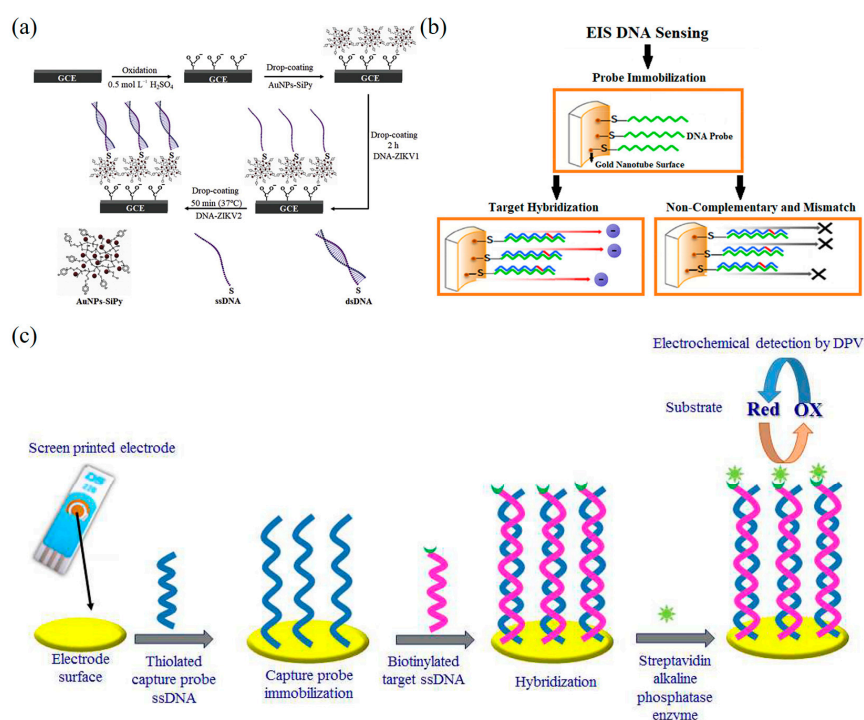 (a)
GCE
Oxidation
0.5 mol L⁻¹ H₂SO₄
GCE
Drop-coating
AuNPs-SiPy
GCE
Drop-coating
2 h
DNA-ZIKV1
S S S
GCE
Drop-coating
50 min (37ºC)
DNA-ZIKV2
S S S
GCE
AuNPs-SiPy
S
ssDNA
S
dsDNA
(b)
EIS DNA Sensing
Probe Immobilization
S
S
S
DNA Probe
Gold Nanotube Surface
Target Hybridization
S
S
S
Non-Complementary and Mismatch
S
S
S
(c)
Electrochemical detection by DPV
Substrate
Red OX
Screen printed electrode
DS
Electrode
surface
Thiolated
capture probe
ssDNA
Capture probe
immobilization
Biotinylated
target ssDNA
Hybridization
Streptavidin
alkaline
phosphatase
enzyme